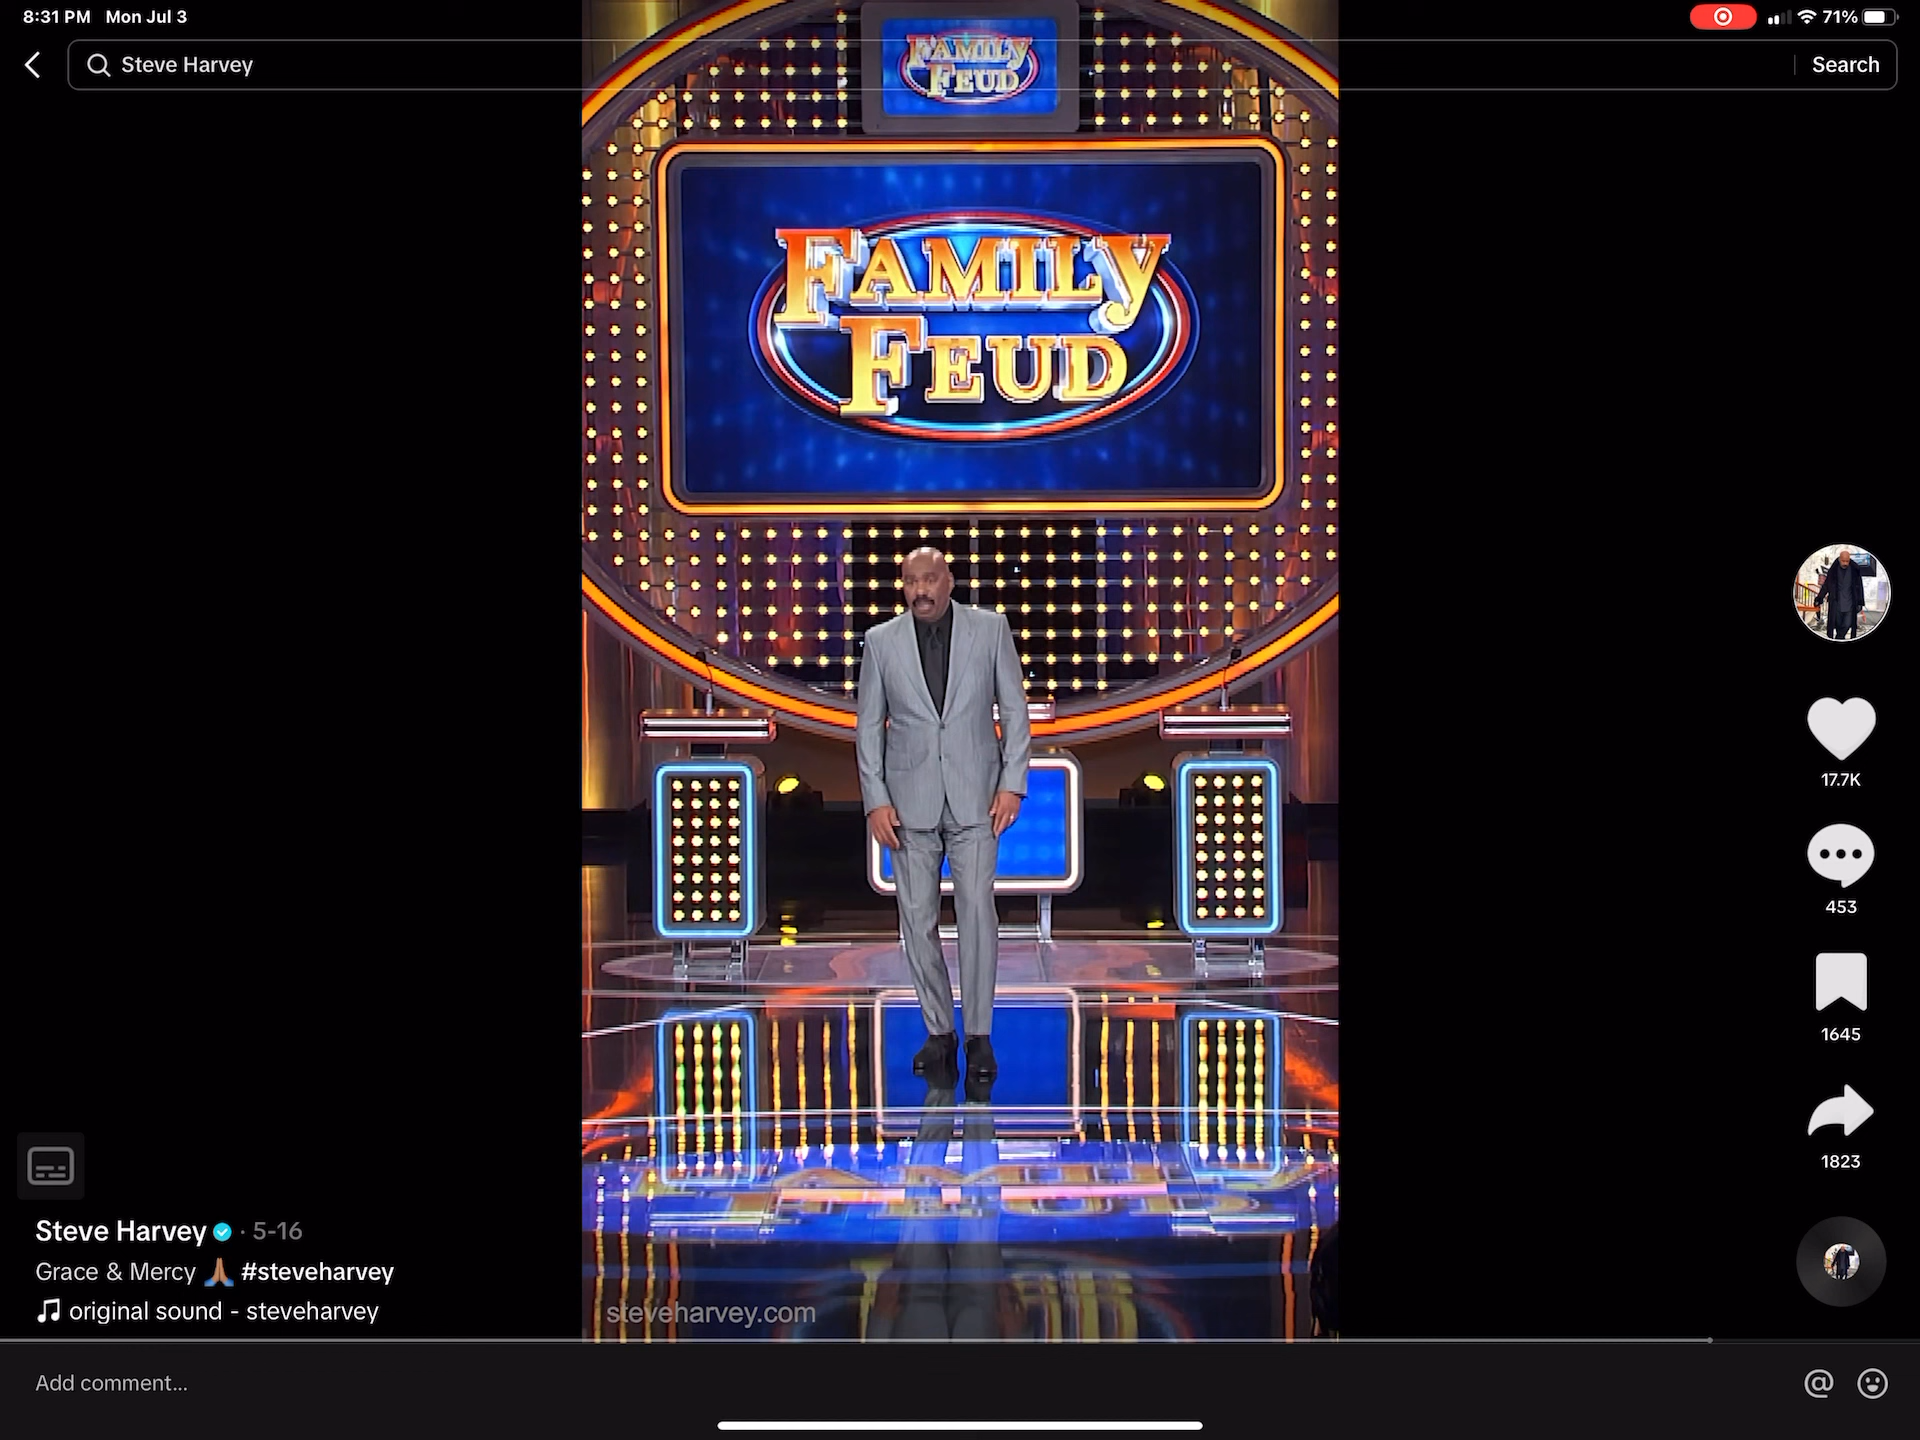 8:31 PM Mon Jul 3
71%
Steve Harvey
Search
FAMILY
FEUD
FAMILY
FEUD
17.7K
453
1645
1823
Steve Harvey · 5-16
Grace & Mercy 🙏🏽 #steveharvey
original sound - steveharvey
steveharvey.com
Add comment...
@